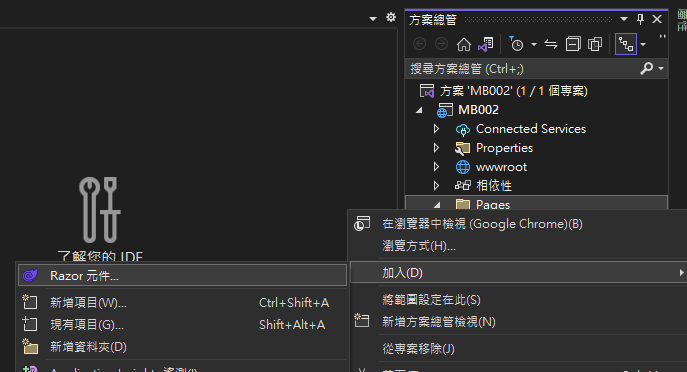 方案總管
搜尋方案總管 (Ctrl+;)
方案 'MB002' (1 / 1 個專案)
MB002
Connected Services
Properties
wwwroot
相依性
Pages
了解您的 IDE
在瀏覽器中檢視 (Google Chrome)(B)
瀏覽方式(H)...
加入(D)
將範圍設定在此(S)
新增方案總管檢視(N)
從專案移除(J)
Razor 元件...
新增項目(W)... Ctrl+Shift+A
現有項目(G)... Shift+Alt+A
新增資料夾(D)